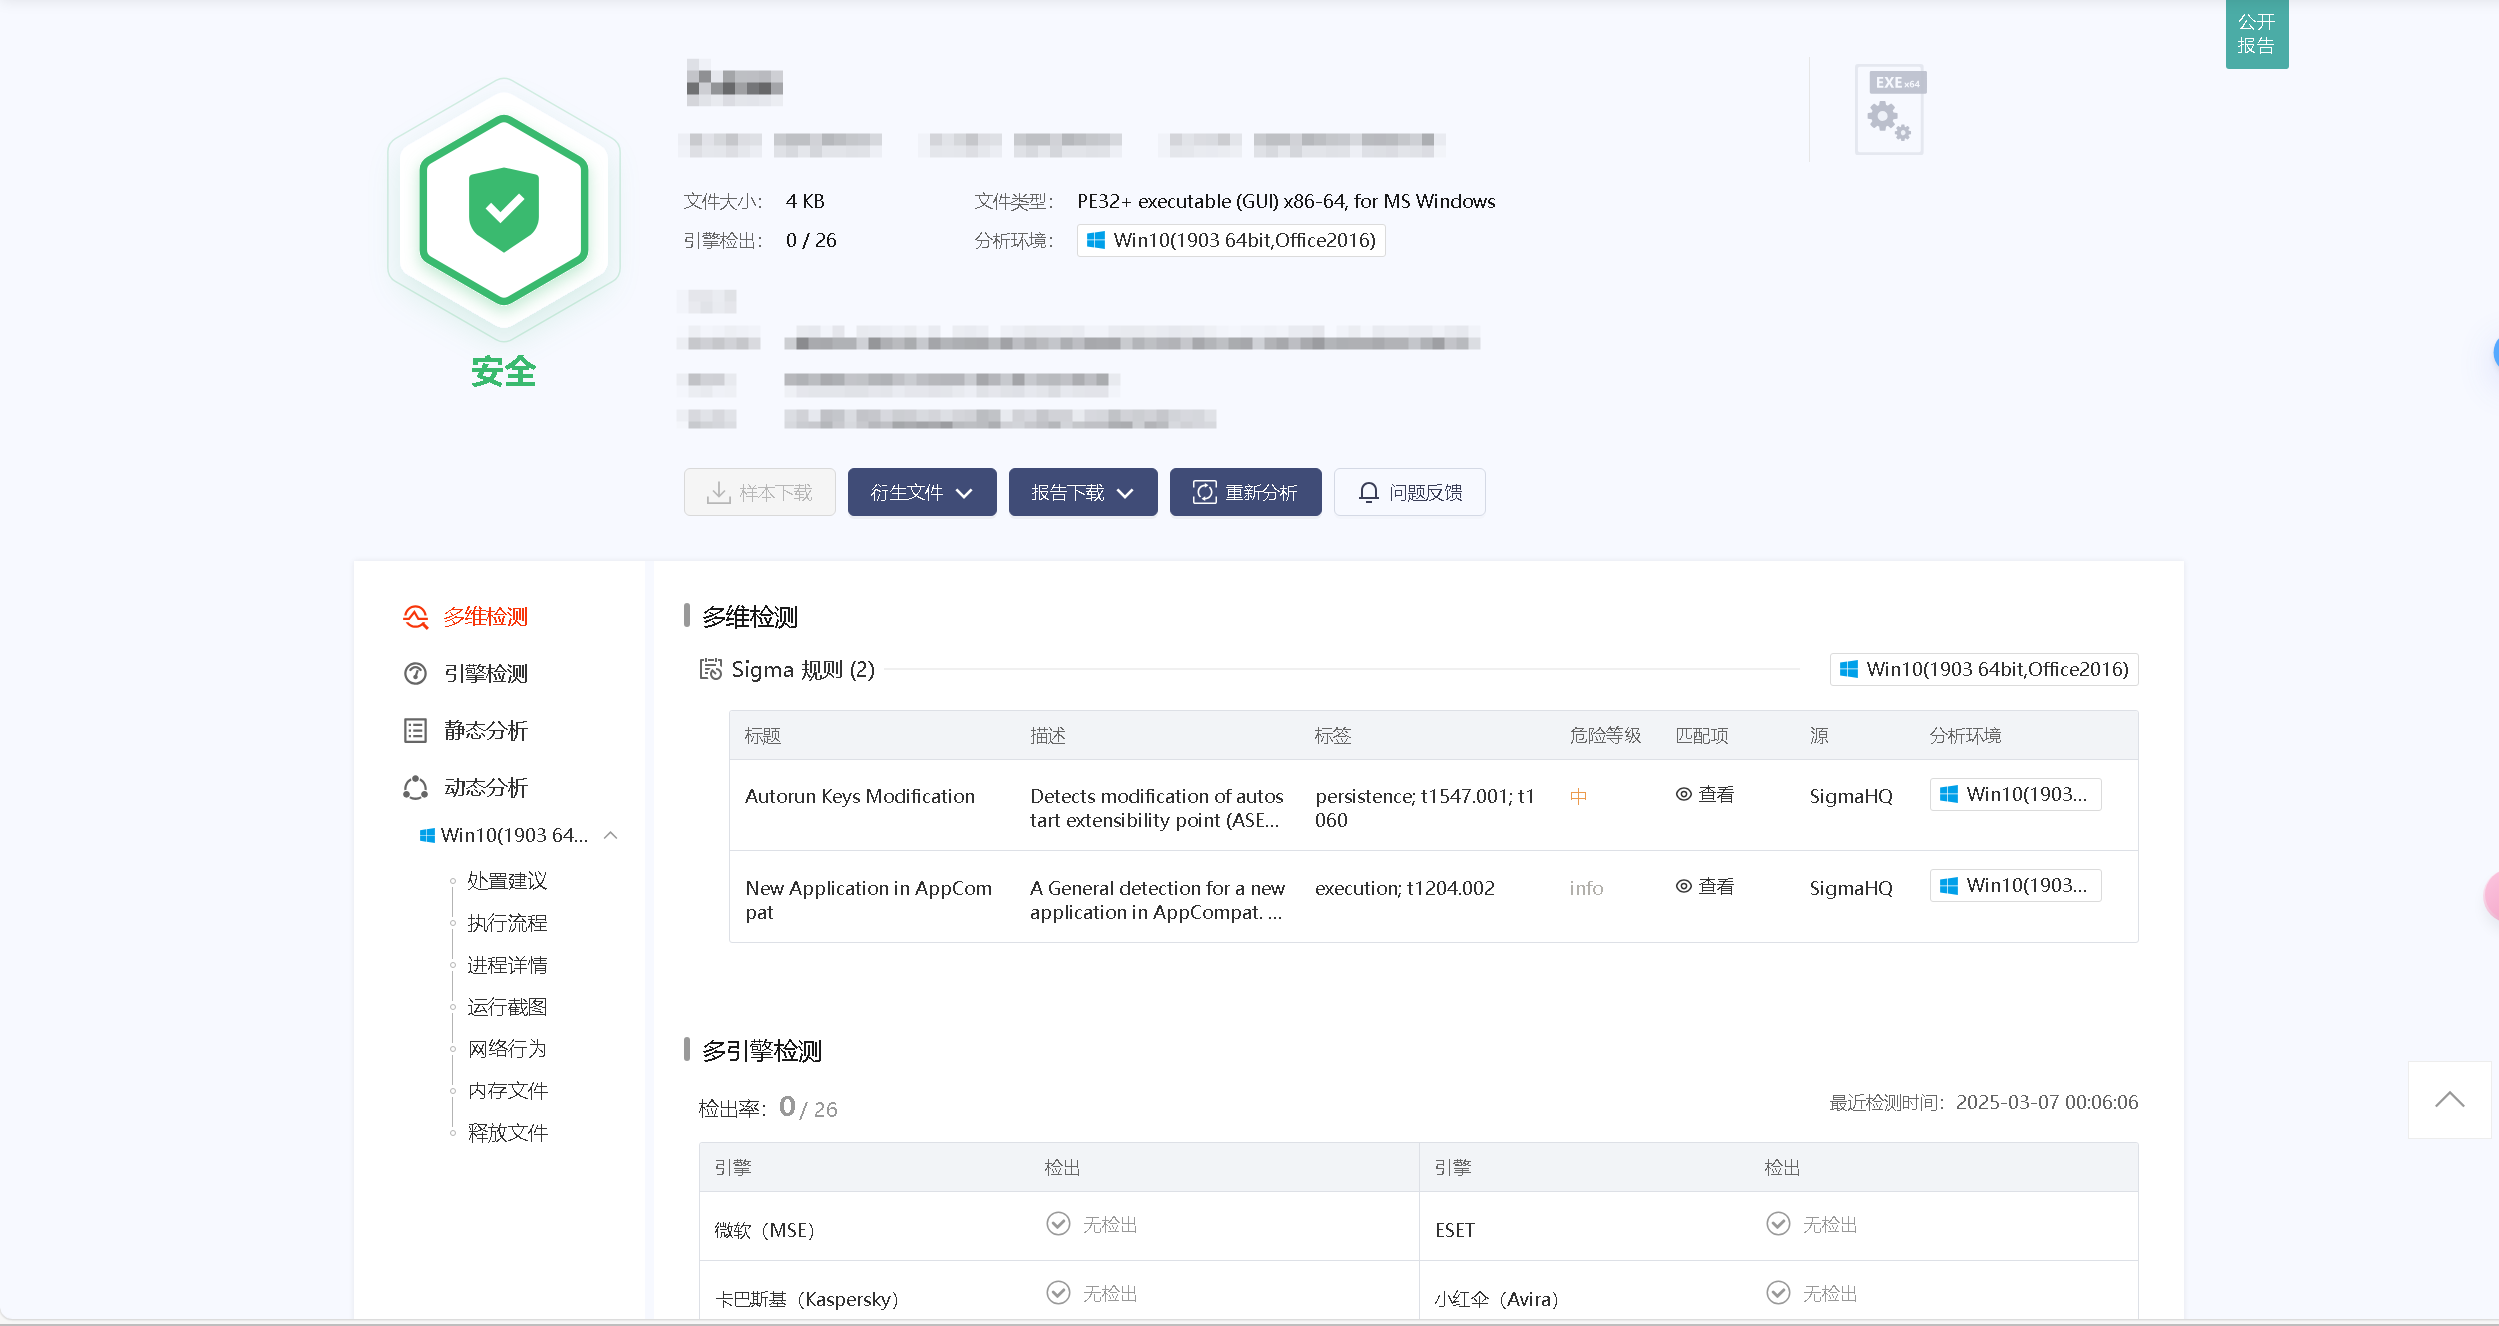 公开
报告
EXE x64
文件大小： 4 KB 文件类型： PE32+ executable (GUI) x86-64, for MS Windows
引擎检出： 0 / 26 分析环境： Win10(1903 64bit,Office2016)
安全
样本下载 衍生文件 报告下载 重新分析 问题反馈
多维检测
引擎检测
静态分析
动态分析
Win10(1903 64...
处置建议
执行流程
进程详情
运行截图
网络行为
内存文件
释放文件
多维检测
Sigma 规则 (2) Win10(1903 64bit,Office2016)
标题 描述 标签 危险等级 匹配项 源 分析环境
Autorun Keys Modification Detects modification of autos persistence; t1547.001; t1 中 查看 SigmaHQ Win10(1903...
tart extensibility point (ASE... 060
New Application in AppCom A General detection for a new execution; t1204.002 info 查看 SigmaHQ Win10(1903...
pat application in AppCompat. ...
多引擎检测
检出率： 0 / 26 最近检测时间： 2025-03-07 00:06:06
引擎 检出 引擎 检出
微软（MSE） 无检出 ESET 无检出
卡巴斯基（Kaspersky） 无检出 小红伞（Avira） 无检出